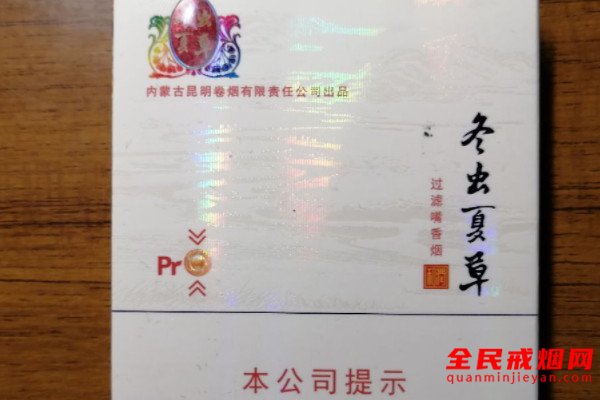 内蒙古昆明卷烟有限责任公司出品
冬虫夏草
过滤嘴香烟
Pr
本公司提示
全民戒烟网
quanminjieyan.com